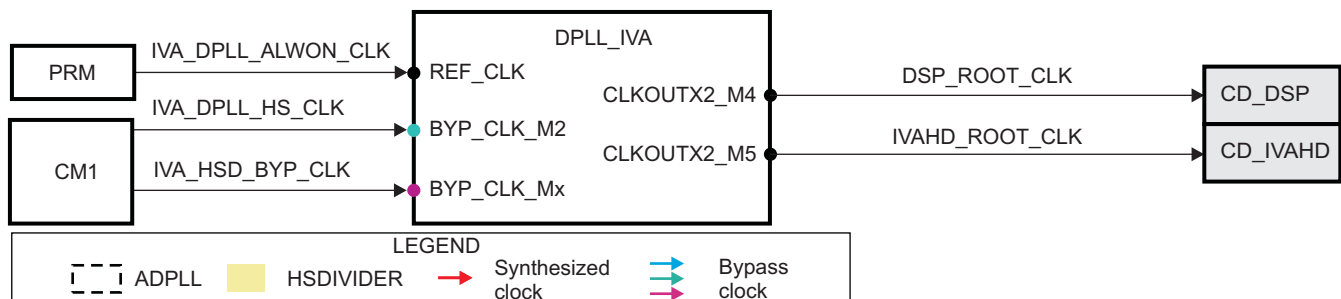 DPLL_IVA
PRM
IVA_DPLL_ALWON_CLK
REF_CLK
IVA_DPLL_HS_CLK
BYP_CLK_M2
CM1
IVA_HSD_BYP_CLK
BYP_CLK_Mx
CLKOUTX2_M4
DSP_ROOT_CLK
CD_DSP
CLKOUTX2_M5
IVAHD_ROOT_CLK
CD_IVAHD
LEGEND
ADPLL
HSDIVIDER
Synthesized
clock
Bypass
clock